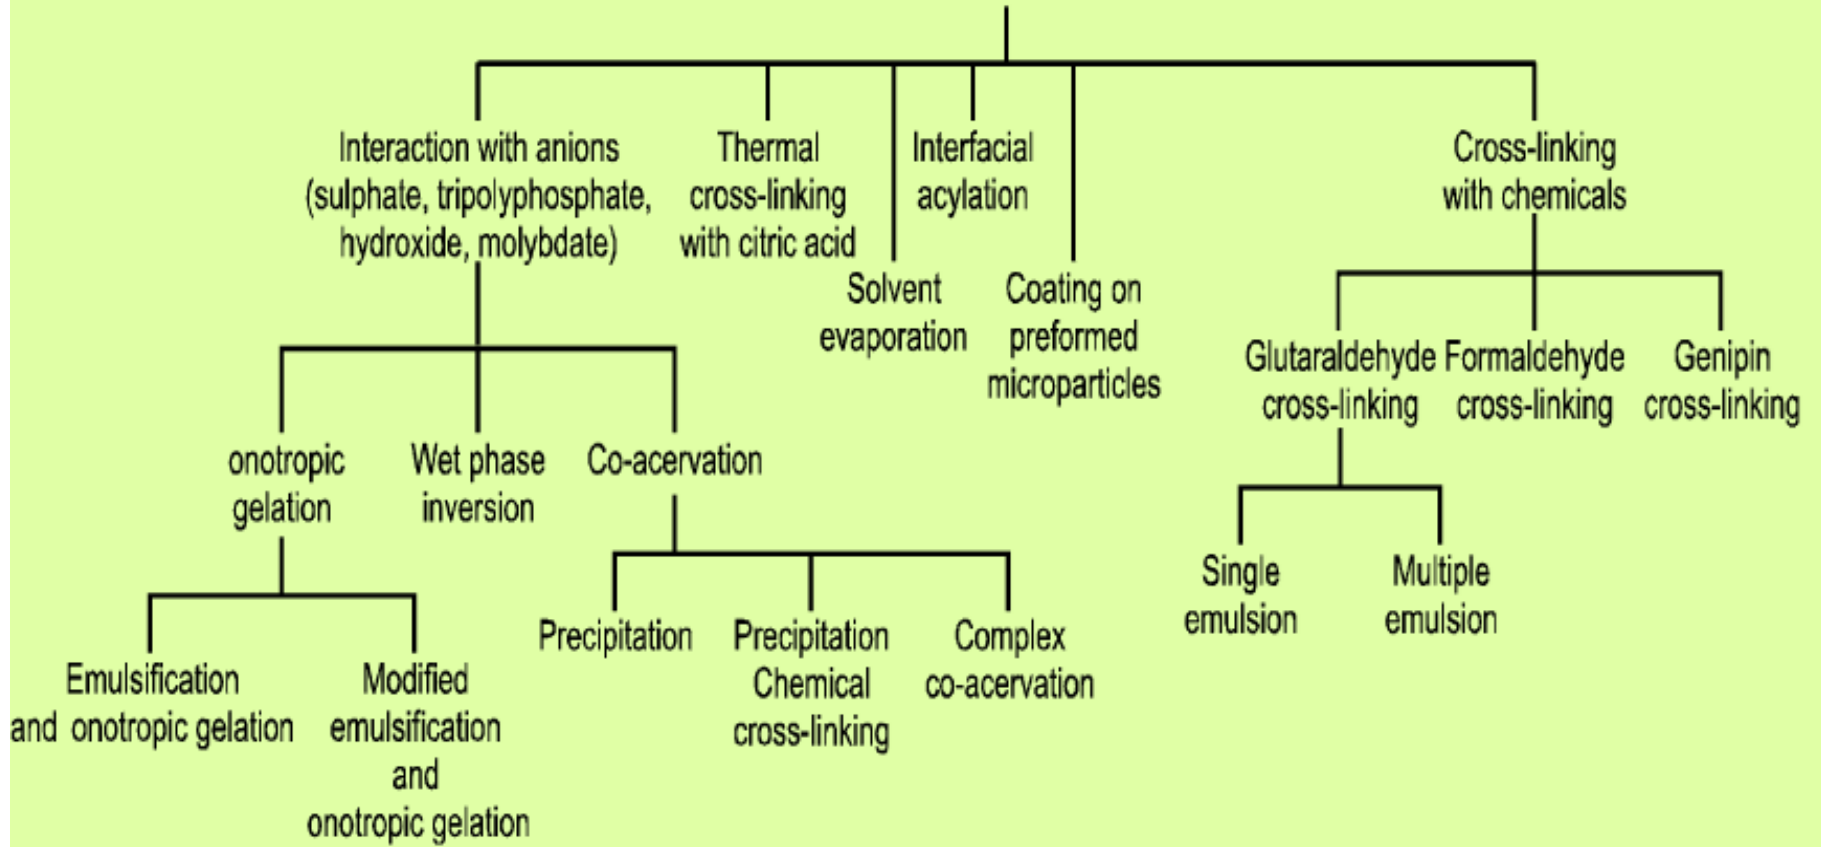 Interaction with anions
(sulphate, tripolyphosphate,
hydroxide, molybdate)
Thermal
cross-linking
with citric acid
Solvent
evaporation
Interfacial
acylation
Coating on
preformed
microparticles
Cross-linking
with chemicals
Glutaraldehyde
cross-linking
Formaldehyde
cross-linking
Genipin
cross-linking
onotropic
gelation
Wet phase
inversion
Co-acervation
Single
emulsion
Multiple
emulsion
Emulsification
and onotropic gelation
Modified
emulsification
and
onotropic gelation
Precipitation
Precipitation
Chemical
cross-linking
Complex
co-acervation